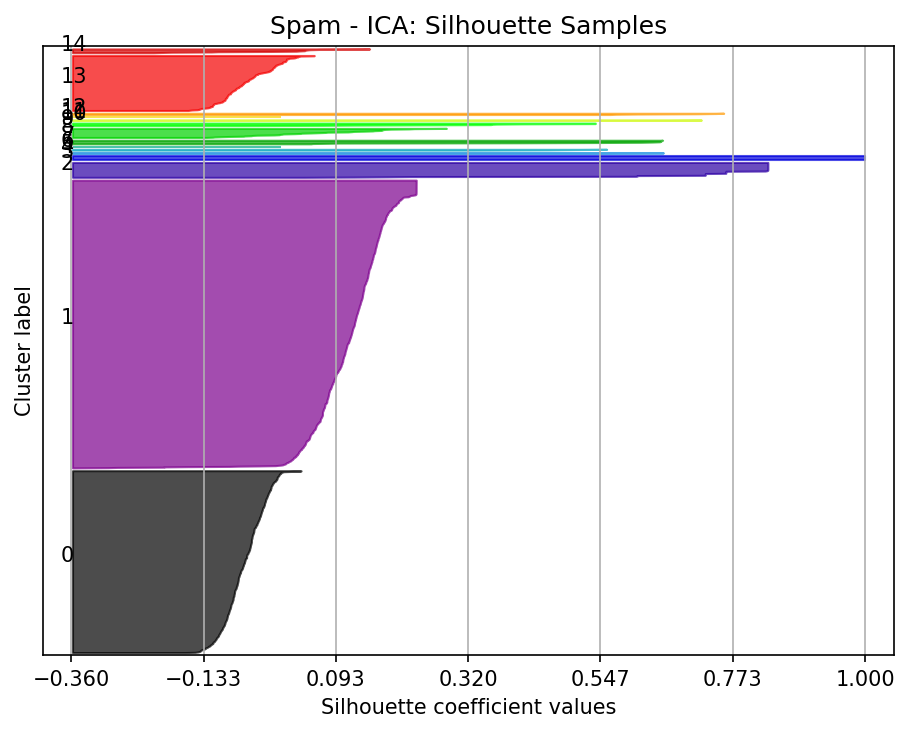 Spam - ICA: Silhouette Samples
14
13
2
1
0
Cluster label
−0.360 −0.133 0.093 0.320 0.547 0.773 1.000
Silhouette coefficient values